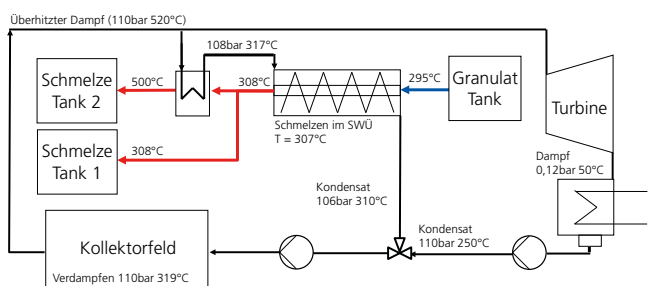 Überhitzter Dampf (110bar 520°C)
108bar 317°C
Schmelze
Tank 2
500°C
308°C
295°C
Granulat
Tank
Turbine
Schmelzen im SWÜ
T = 307°C
Schmelze
Tank 1
308°C
Dampf
0,12bar 50°C
Kondensat
106bar 310°C
Kondensat
110bar 250°C
Kollektorfeld
Verdampfen 110bar 319°C